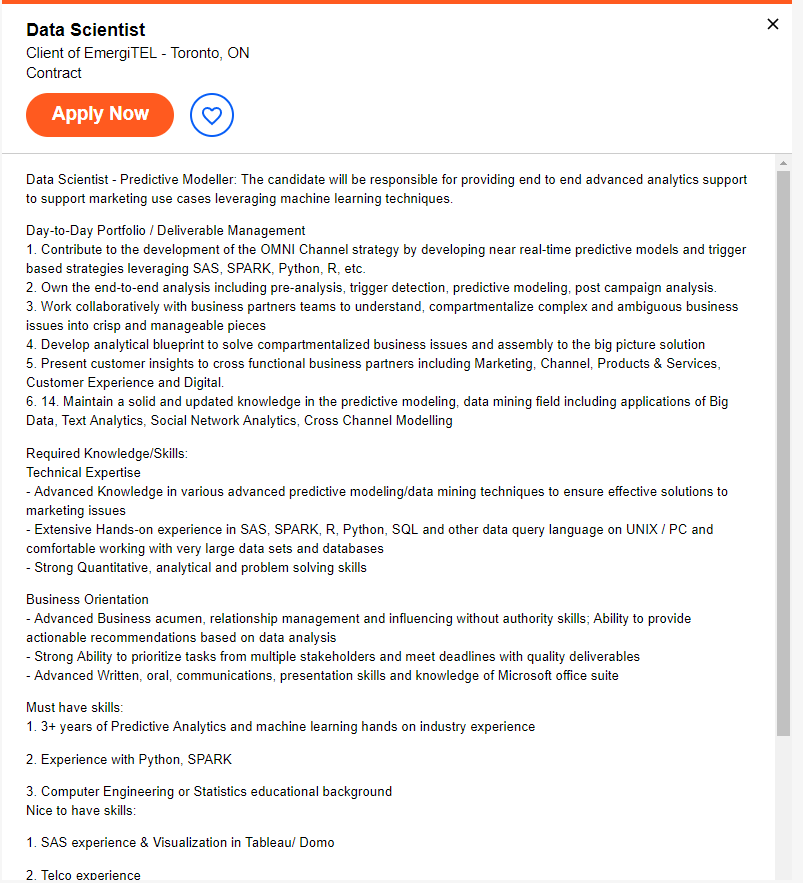 Data Scientist
Client of EmergiTEL - Toronto, ON
Contract
Apply Now
Data Scientist - Predictive Modeller: The candidate will be responsible for providing end to end advanced analytics support
to support marketing use cases leveraging machine learning techniques.
Day-to-Day Portfolio / Deliverable Management
1. Contribute to the development of the OMNI Channel strategy by developing near real-time predictive models and trigger
based strategies leveraging SAS, SPARK, Python, R, etc.
2. Own the end-to-end analysis including pre-analysis, trigger detection, predictive modeling, post campaign analysis.
3. Work collaboratively with business partners teams to understand, compartmentalize complex and ambiguous business
issues into crisp and manageable pieces
4. Develop analytical blueprint to solve compartmentalized business issues and assembly to the big picture solution
5. Present customer insights to cross functional business partners including Marketing, Channel, Products & Services,
Customer Experience and Digital.
6. 14. Maintain a solid and updated knowledge in the predictive modeling, data mining field including applications of Big
Data, Text Analytics, Social Network Analytics, Cross Channel Modelling
Required Knowledge/Skills:
Technical Expertise
- Advanced Knowledge in various advanced predictive modeling/data mining techniques to ensure effective solutions to
marketing issues
- Extensive Hands-on experience in SAS, SPARK, R, Python, SQL and other data query language on UNIX / PC and
comfortable working with very large data sets and databases
- Strong Quantitative, analytical and problem solving skills
Business Orientation
- Advanced Business acumen, relationship management and influencing without authority skills; Ability to provide
actionable recommendations based on data analysis
- Strong Ability to prioritize tasks from multiple stakeholders and meet deadlines with quality deliverables
- Advanced Written, oral, communications, presentation skills and knowledge of Microsoft office suite
Must have skills:
1. 3+ years of Predictive Analytics and machine learning hands on industry experience
2. Experience with Python, SPARK
3. Computer Engineering or Statistics educational background
Nice to have skills:
1. SAS experience & Visualization in Tableau/ Domo
2. Telco experience